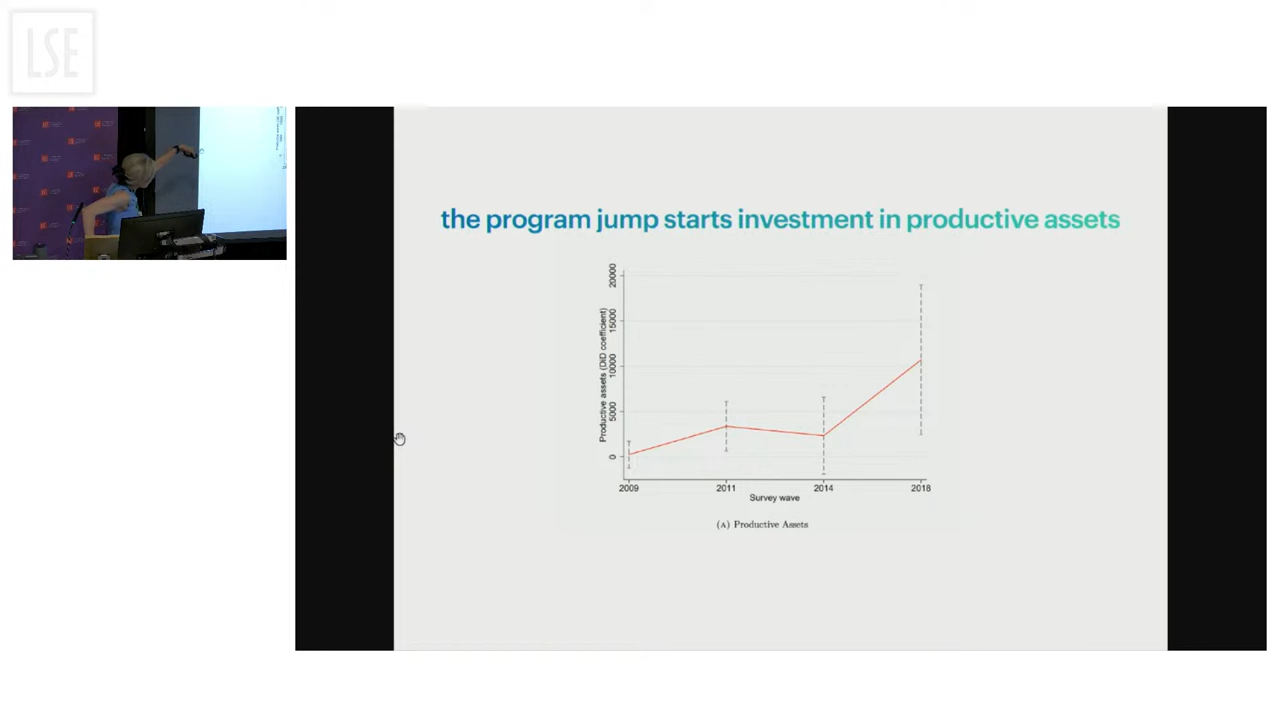 LSE
the program jump starts investment in productive assets
Productive assets (DID coefficient)
20000
15000
10000
5000
0
2009 2011 2014 2018
Survey wave
(A) Productive Assets